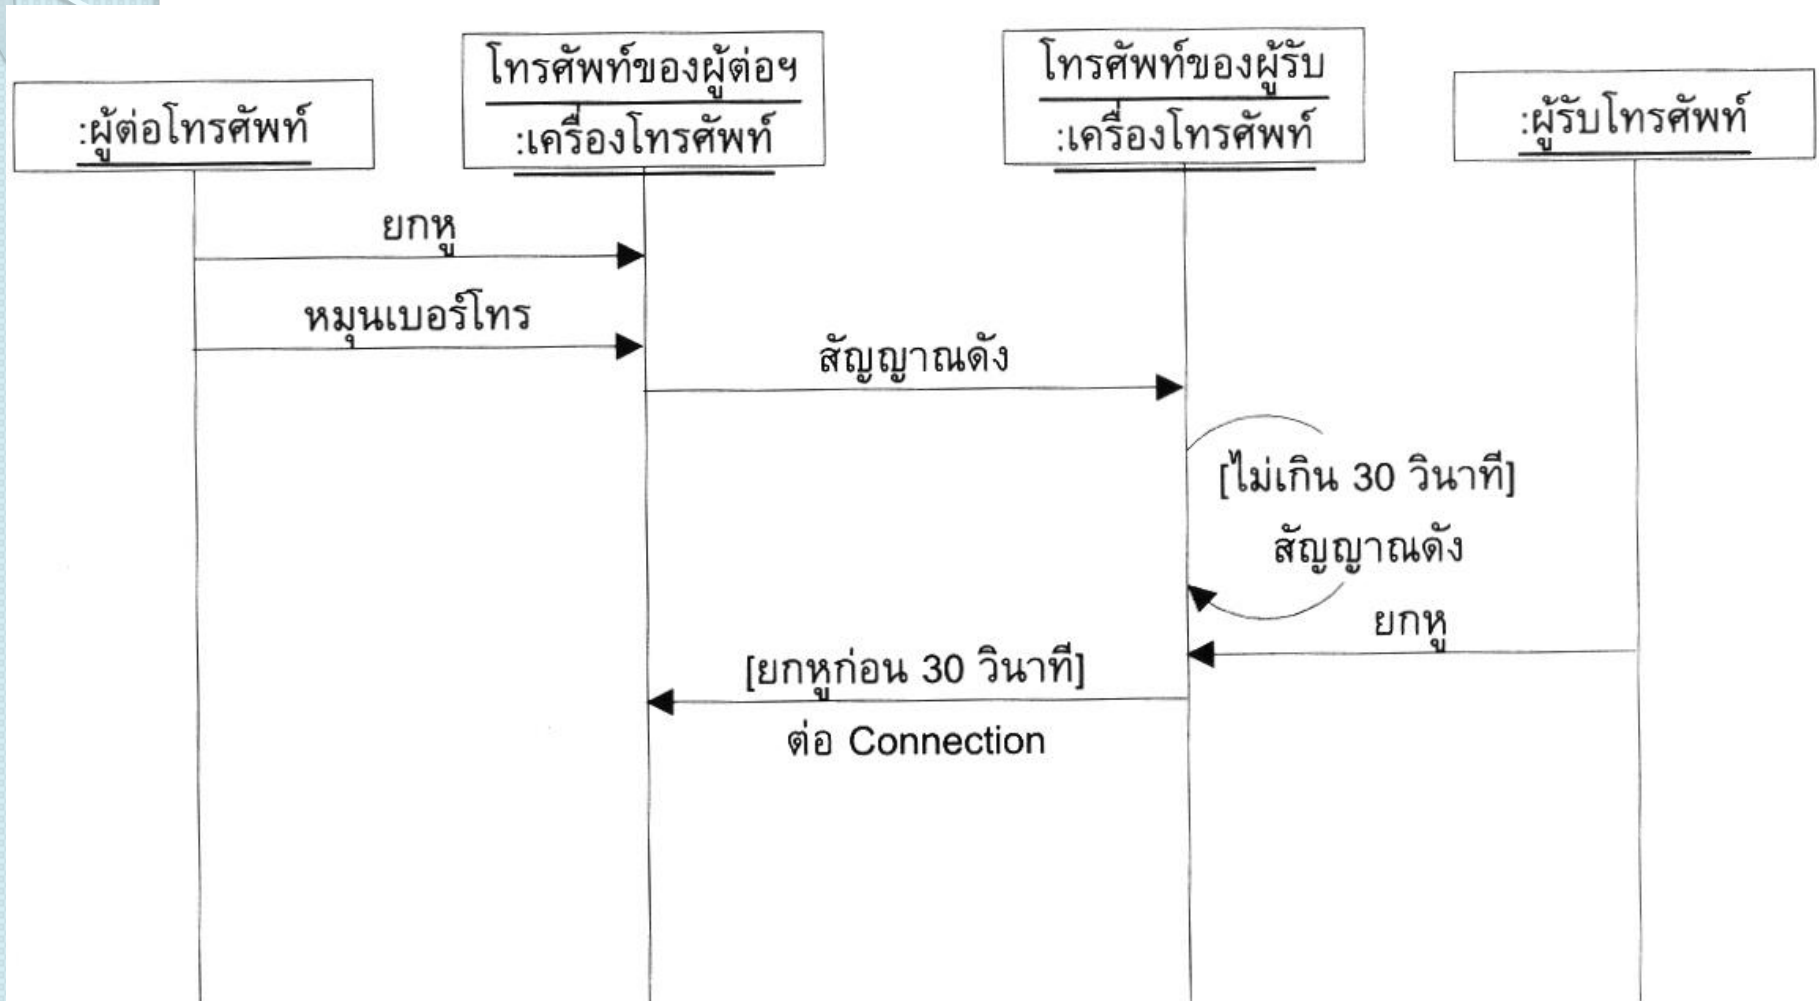 :ผู้ต่อโทรศัพท์
โทรศัพท์ของผู้ต่อฯ
:เครื่องโทรศัพท์
โทรศัพท์ของผู้รับ
:เครื่องโทรศัพท์
:ผู้รับโทรศัพท์
ยกหู
หมุนเบอร์โทร
สัญญาณดัง
[ไม่เกิน 30 วินาที]
สัญญาณดัง
ยกหู
[ยกหูก่อน 30 วินาที]
ต่อ Connection